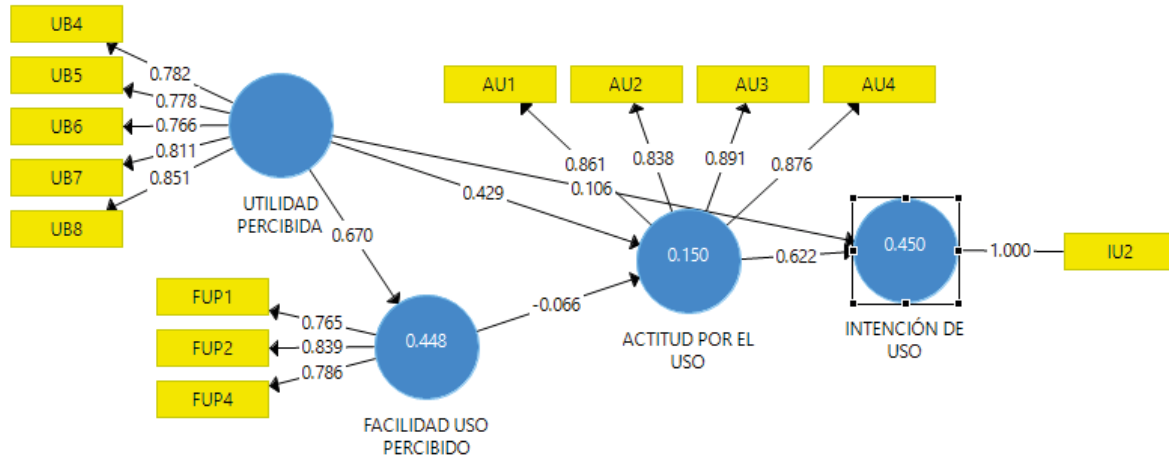 UB4
UB5
UB6
UB7
UB8
0.782
0.778
0.766
0.811
0.851
UTILIDAD
PERCIBIDA
AU1
AU2
AU3
AU4
0.861
0.838
0.891
0.876
0.429
0.106
0.670
0.150
ACTITUD POR EL
USO
0.622
0.450
INTENCIÓN DE
USO
1.000
IU2
FUP1
FUP2
FUP4
0.765
0.839
0.786
0.448
FACILIDAD USO
PERCIBIDO
-0.066